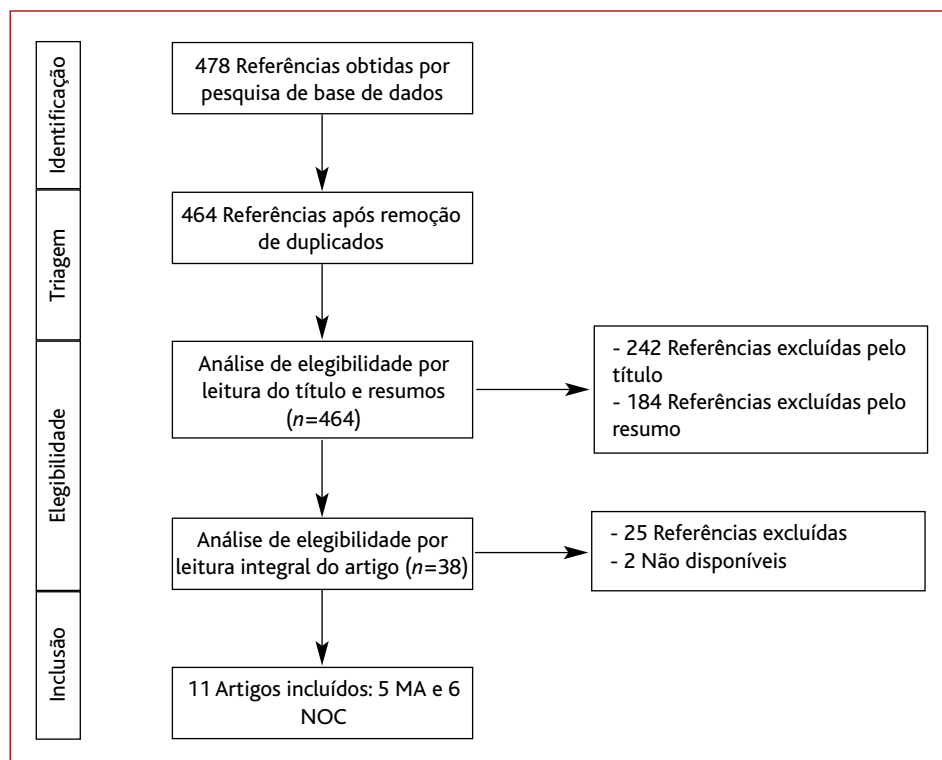 Identificação
478 Referências obtidas por
pesquisa de base de dados
Triagem
464 Referências após remoção
de duplicados
Elegibilidade
Análise de elegibilidade por
leitura do título e resumos
(n=464)
- 242 Referências excluídas pelo
título
- 184 Referências excluídas pelo
resumo
Análise de elegibilidade por
leitura integral do artigo (n=38)
- 25 Referências excluídas
- 2 Não disponíveis
Inclusão
11 Artigos incluídos: 5 MA e 6
NOC